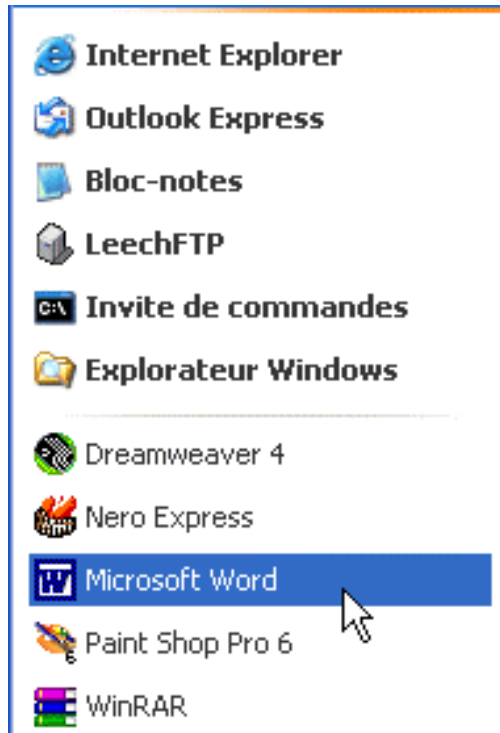 Internet Explorer
Outlook Express
Bloc-notes
LeechFTP
C:\ Invite de commandes
Explorateur Windows
Dreamweaver 4
Nero Express
W Microsoft Word
Paint Shop Pro 6
WinRAR